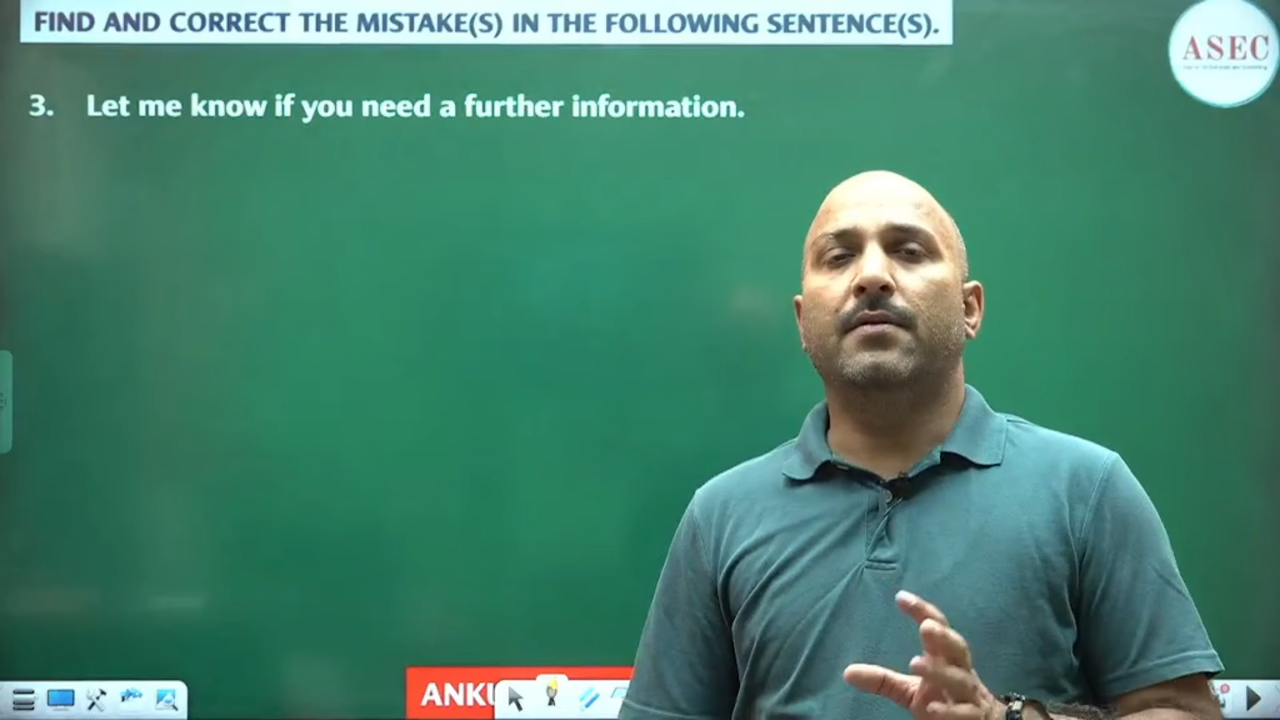 FIND AND CORRECT THE MISTAKE(S) IN THE FOLLOWING SENTENCE(S).
ASEC
3. Let me know if you need a further information.